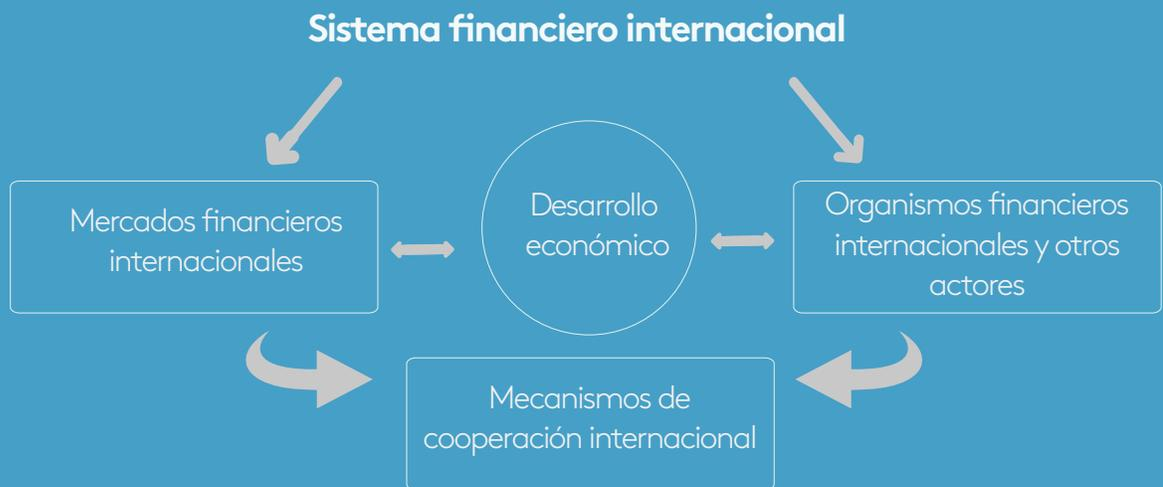 Sistema financiero internacional
Mercados financieros
internacionales
Desarrollo
económico
Organismos financieros
internacionales y otros
actores
Mecanismos de
cooperación internacional